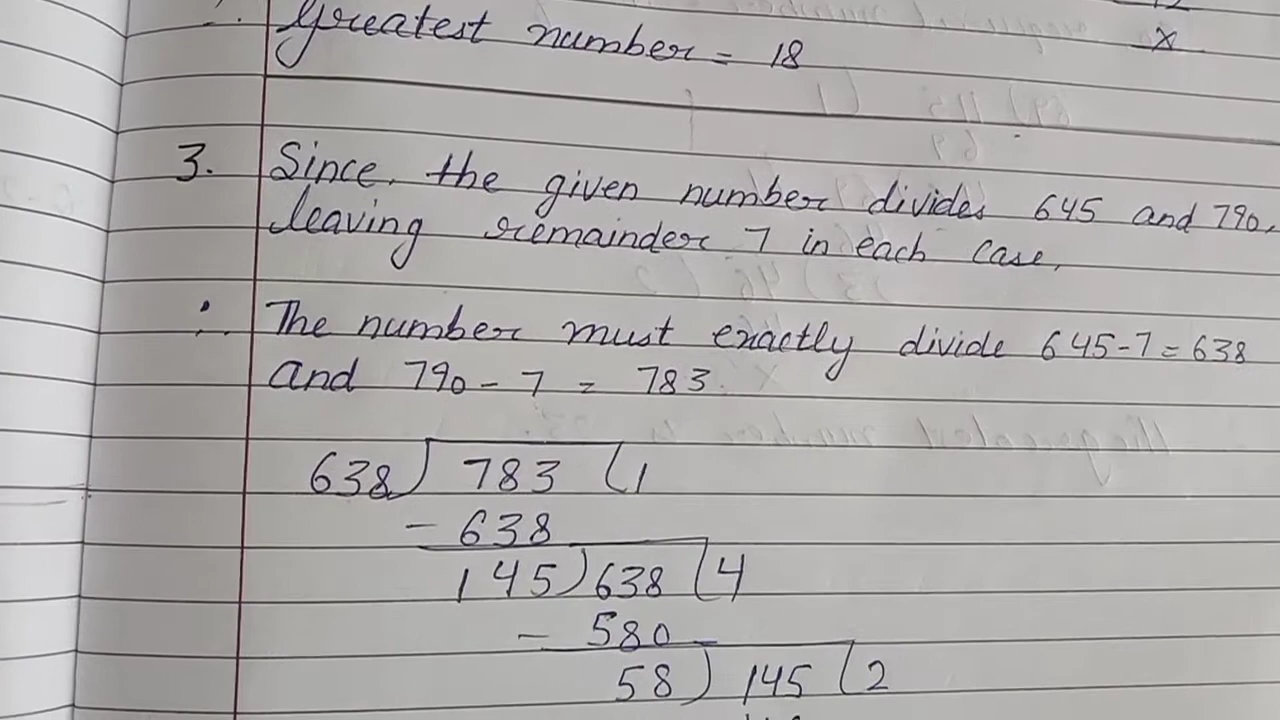 ∴ Greatest number = 18
x
3. Since, the given number divides 645 and 790,
leaving remainder 7 in each case,
∴ The number must exactly divide 645-7=638
and 790-7 = 783
638) 783 (1
- 638
145) 638 (4
- 580
58) 145 (2